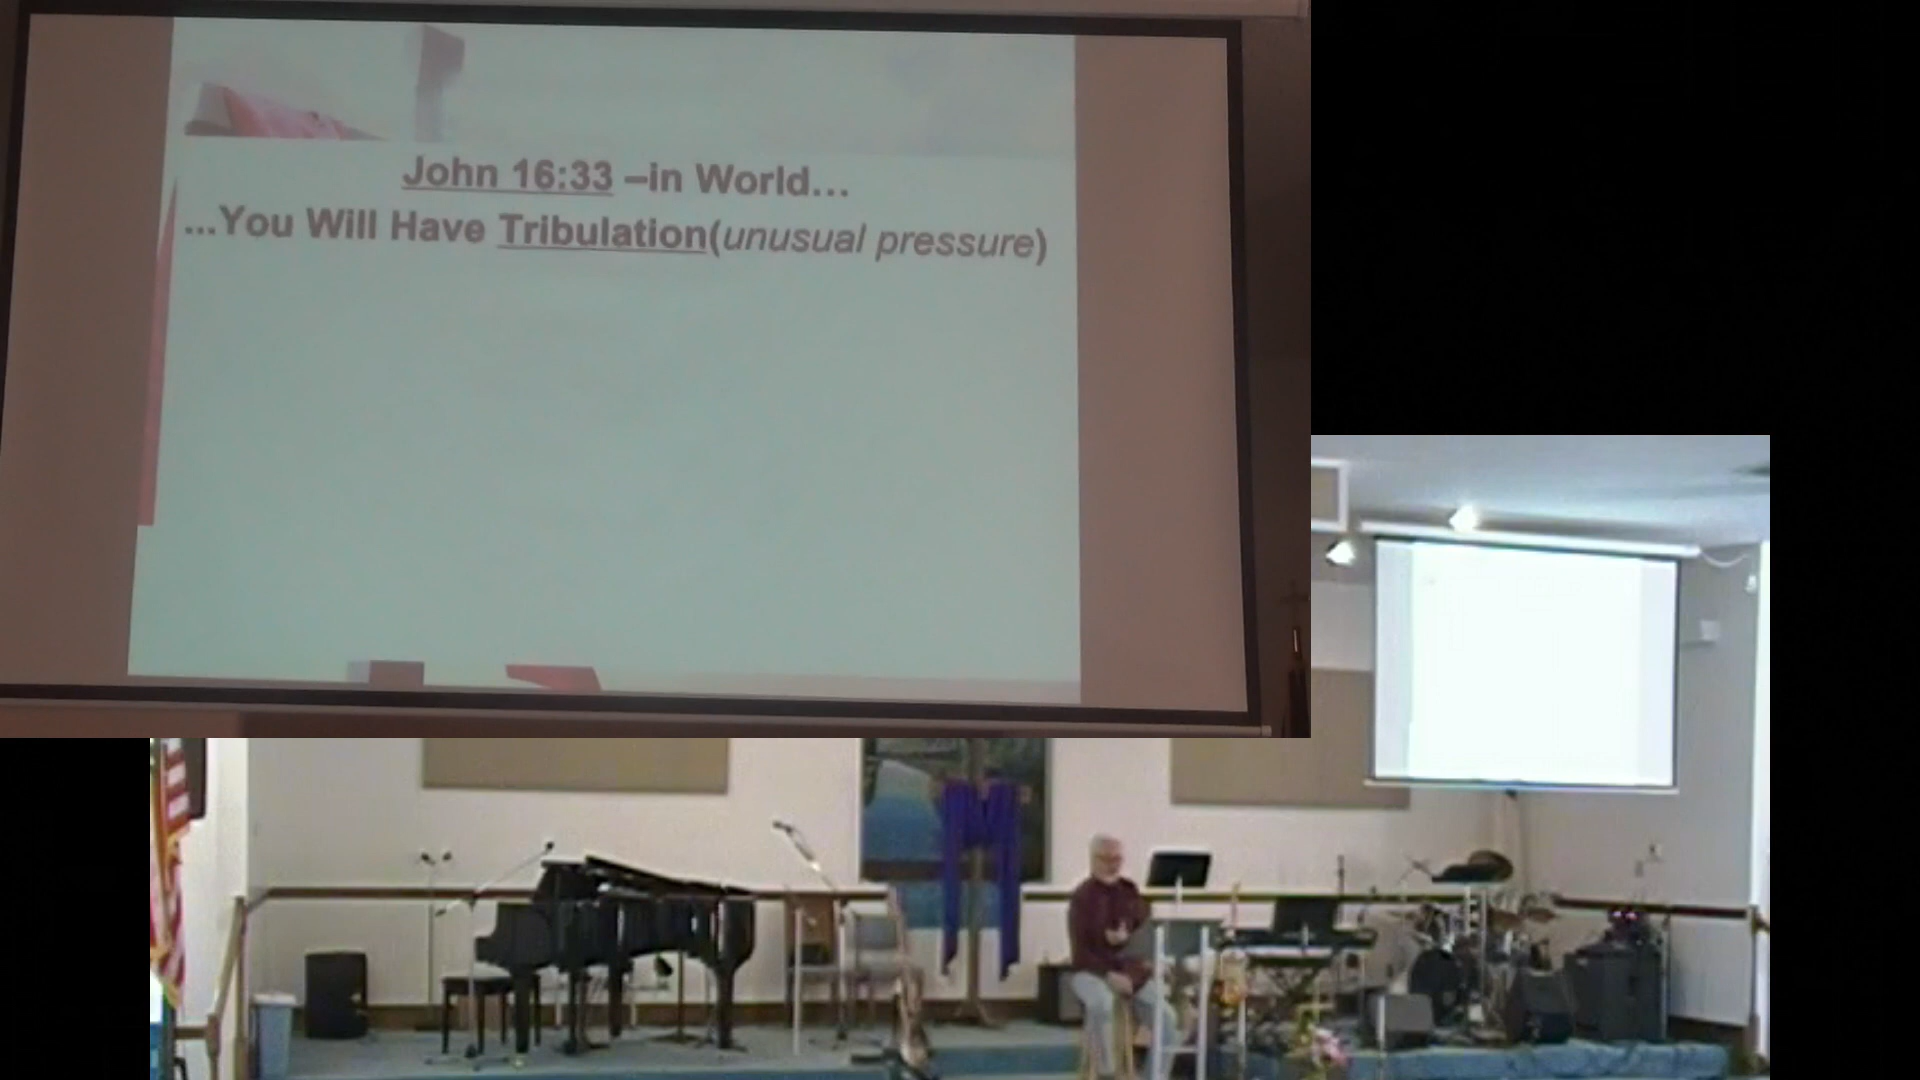 John 16:33 –in World...
...You Will Have Tribulation(unusual pressure)